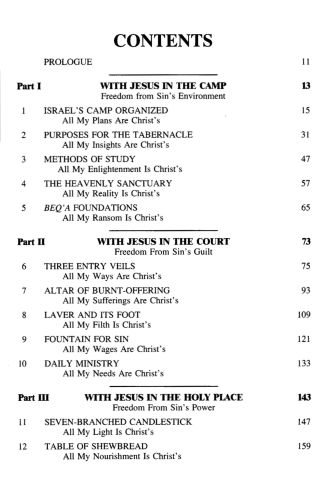 CONTENTS
PROLOGUE 11
Part I WITH JESUS IN THE CAMP 13
Freedom from Sin's Environment
1 ISRAEL'S CAMP ORGANIZED 15
All My Plans Are Christ's
2 PURPOSES FOR THE TABERNACLE 31
All My Insights Are Christ's
3 METHODS OF STUDY 47
All My Enlightenment Is Christ's
4 THE HEAVENLY SANCTUARY 57
All My Reality Is Christ's
5 BEQ'A FOUNDATIONS 65
All My Ransom Is Christ's
Part II WITH JESUS IN THE COURT 73
Freedom From Sin's Guilt
6 THREE ENTRY VEILS 75
All My Ways Are Christ's
7 ALTAR OF BURNT-OFFERING 93
All My Sufferings Are Christ's
8 LAVER AND ITS FOOT 109
All My Filth Is Christ's
9 FOUNTAIN FOR SIN 121
All My Wages Are Christ's
10 DAILY MINISTRY 133
All My Needs Are Christ's
Part III WITH JESUS IN THE HOLY PLACE 143
Freedom From Sin's Power
11 SEVEN-BRANCHED CANDLESTICK 147
All My Light Is Christ's
12 TABLE OF SHEWBREAD 159
All My Nourishment Is Christ's